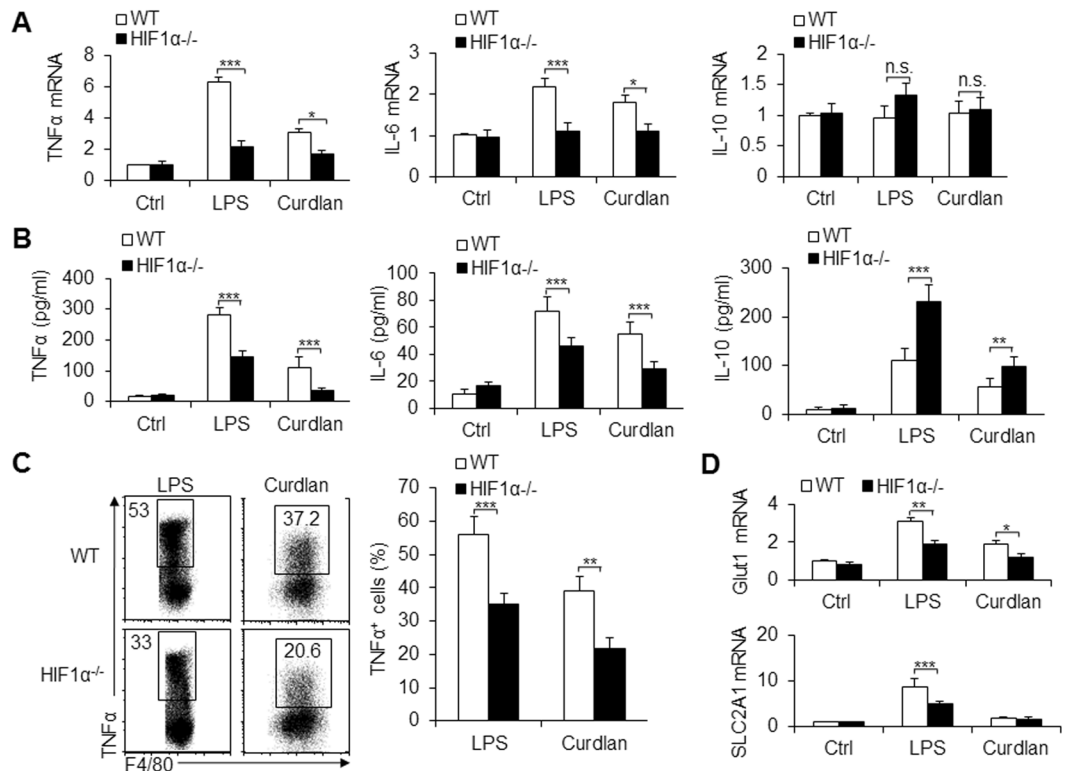 A
WT
HIF1α-/-
TNFα mRNA
8
6
4
2
0
***
*
Ctrl LPS Curdlan
WT
HIF1α-/-
IL-6 mRNA
4
3
2
1
0
***
*
Ctrl LPS Curdlan
WT
HIF1α-/-
IL-10 mRNA
2
1.5
1
0.5
0
n.s.
n.s.
Ctrl LPS Curdlan
B
WT
HIF1α-/-
TNFα (pg/ml)
400
300
200
100
0
***
***
Ctrl LPS Curdlan
WT
HIF1α-/-
IL-6 (pg/ml)
100
80
60
40
20
0
***
***
Ctrl LPS Curdlan
WT
HIF1α-/-
IL-10 (pg/ml)
300
200
100
0
***
**
Ctrl LPS Curdlan
C
LPS Curdlan
WT
53
37.2
HIF1α-/-
33
20.6
TNFα
F4/80
WT
HIF1α-/-
TNFα+ cells (%)
70
60
50
40
30
20
10
0
***
**
LPS Curdlan
D
WT HIF1α-/-
Glut1 mRNA
4
2
0
**
*
Ctrl LPS Curdlan
SLC2A1 mRNA
20
10
0
***
Ctrl LPS Curdlan